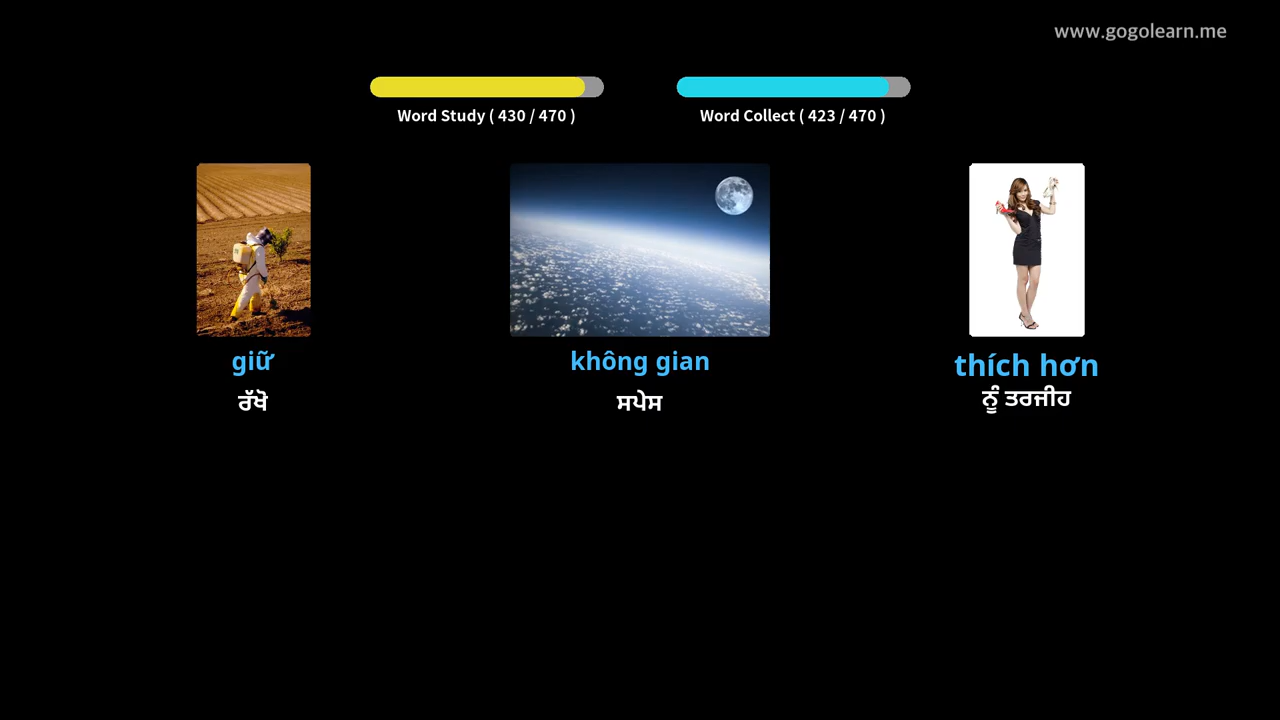 www.gogolearn.me
Word Study ( 430 / 470 )
Word Collect ( 423 / 470 )
giữ
không gian
thích hơn
ਰੱਖੋ
ਸਪੇਸ
ਨੂੰ ਤਰਜੀਹ